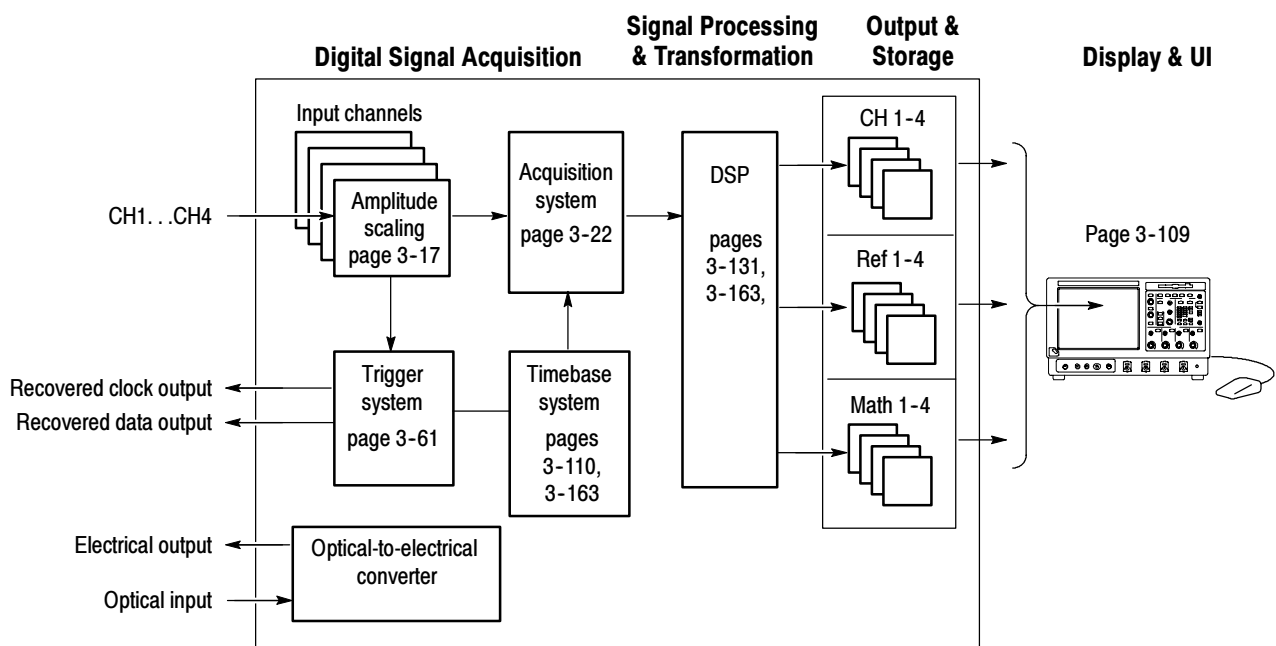 Digital Signal Acquisition
Signal Processing
& Transformation
Output &
Storage
Display & UI
Input channels
CH1. . .CH4
Amplitude
scaling
page 3-17
Acquisition
system
page 3-22
DSP
pages
3-131,
3-163,
CH 1-4
Ref 1-4
Math 1-4
Page 3-109
Recovered clock output
Recovered data output
Trigger
system
page 3-61
Timebase
system
pages
3-110,
3-163
Electrical output
Optical input
Optical-to-electrical
converter